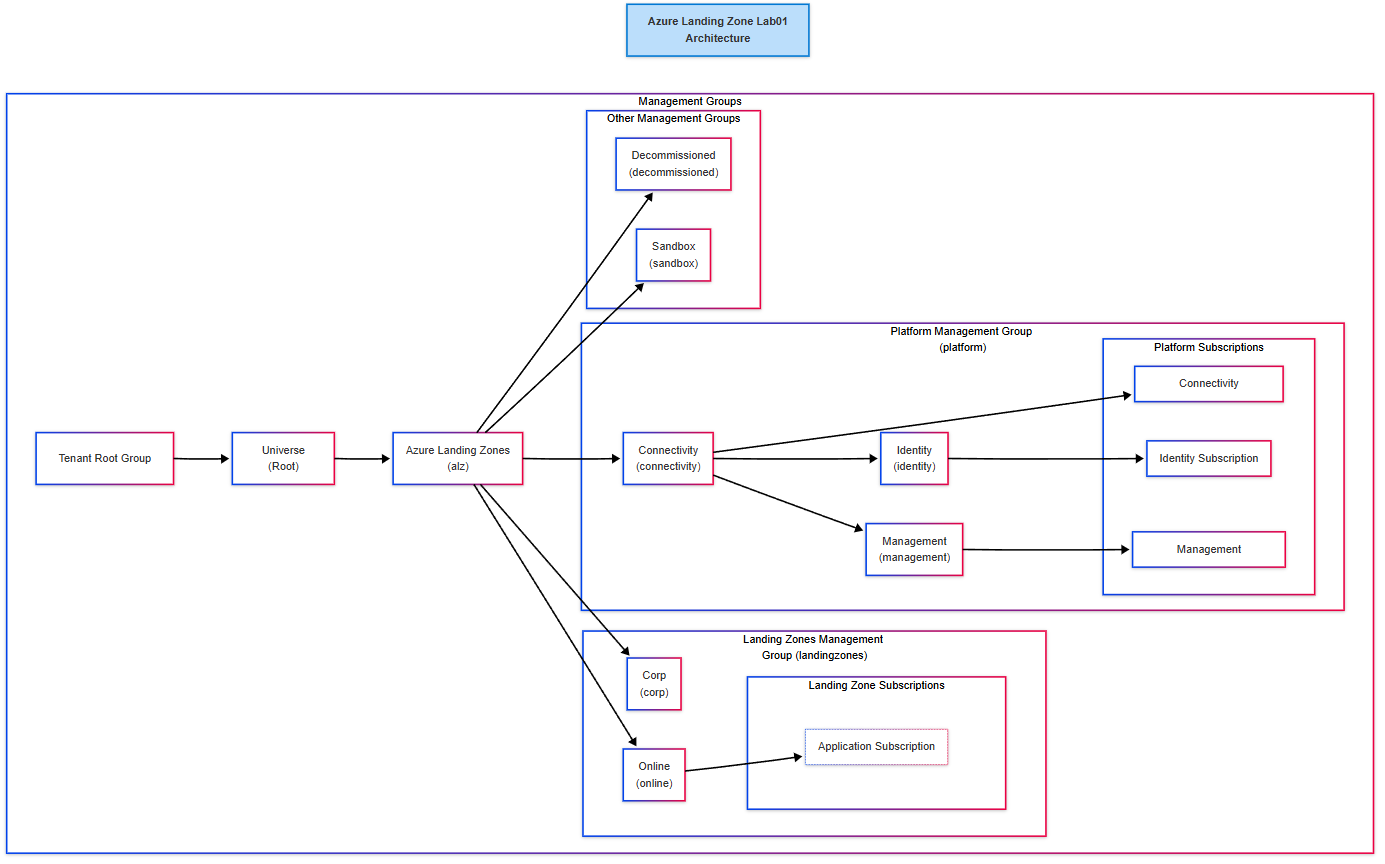 Azure Landing Zone Lab01
Architecture
Management Groups
Other Management Groups
Decommissioned
(decommissioned)
Sandbox
(sandbox)
Platform Management Group
(platform)
Platform Subscriptions
Connectivity
Tenant Root Group
Universe
(Root)
Azure Landing Zones
(alz)
Connectivity
(connectivity)
Identity
(identity)
Identity Subscription
Management
(management)
Management
Landing Zones Management
Group (landingzones)
Corp
(corp)
Landing Zone Subscriptions
Application Subscription
Online
(online)